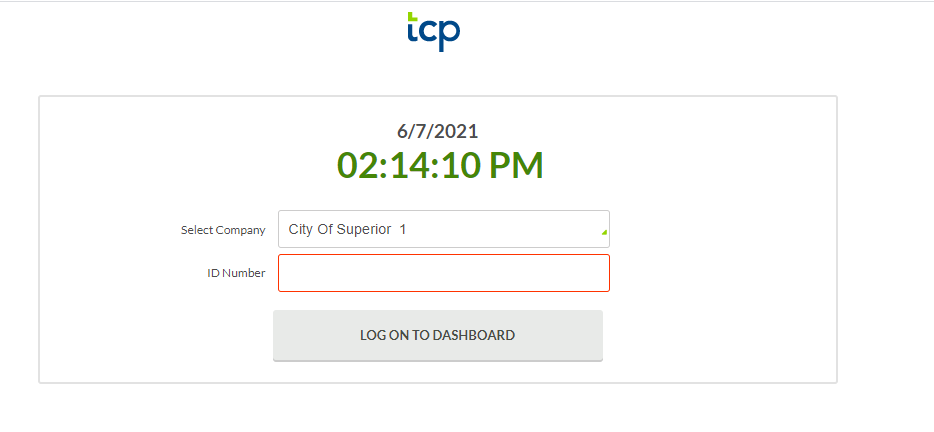 tcp
6/7/2021
02:14:10 PM
Select Company City Of Superior 1
ID Number
LOG ON TO DASHBOARD